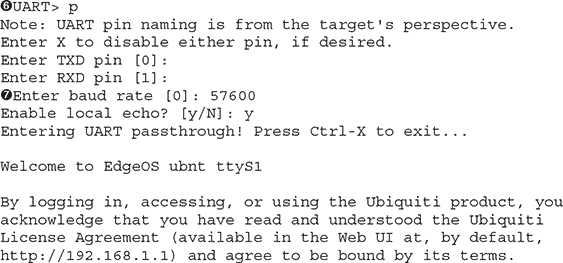 ❻UART> p
Note: UART pin naming is from the target's perspective.
Enter X to disable either pin, if desired.
Enter TXD pin [0]:
Enter RXD pin [1]:
❼Enter baud rate [0]: 57600
Enable local echo? [y/N]: y
Entering UART passthrough! Press Ctrl-X to exit...
Welcome to EdgeOS ubnt ttyS1
By logging in, accessing, or using the Ubiquiti product, you
acknowledge that you have read and understood the Ubiquiti
License Agreement (available in the Web UI at, by default,
http://192.168.1.1) and agree to be bound by its terms.